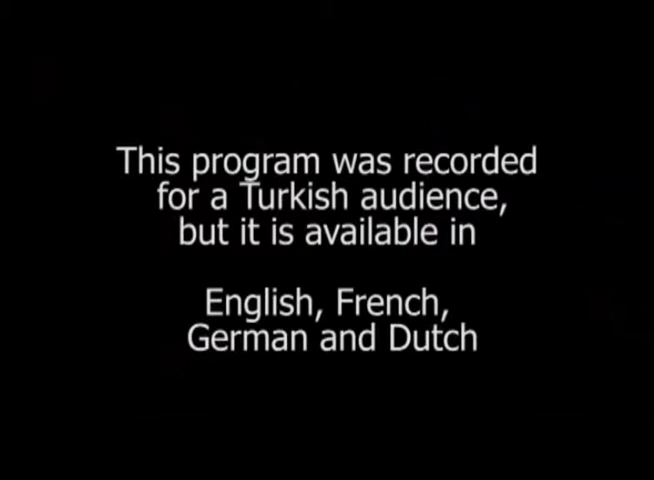 This program was recorded
for a Turkish audience,
but it is available in
English, French,
German and Dutch